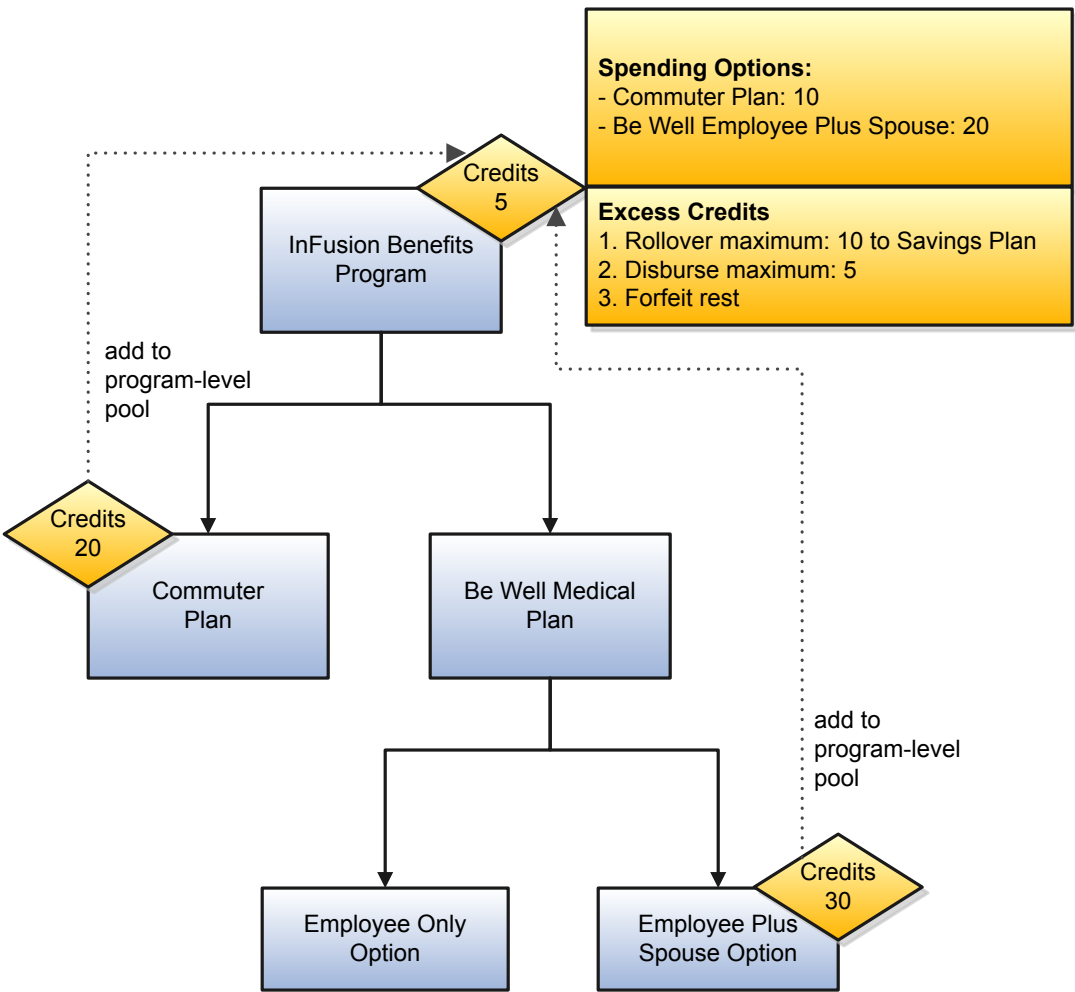 Spending Options:
- Commuter Plan: 10
- Be Well Employee Plus Spouse: 20
Credits
5
Excess Credits
1. Rollover maximum: 10 to Savings Plan
2. Disburse maximum: 5
3. Forfeit rest
InFusion Benefits
Program
add to
program-level
pool
Credits
20
Commuter
Plan
Be Well Medical
Plan
add to
program-level
pool
Credits
30
Employee Only
Option
Employee Plus
Spouse Option